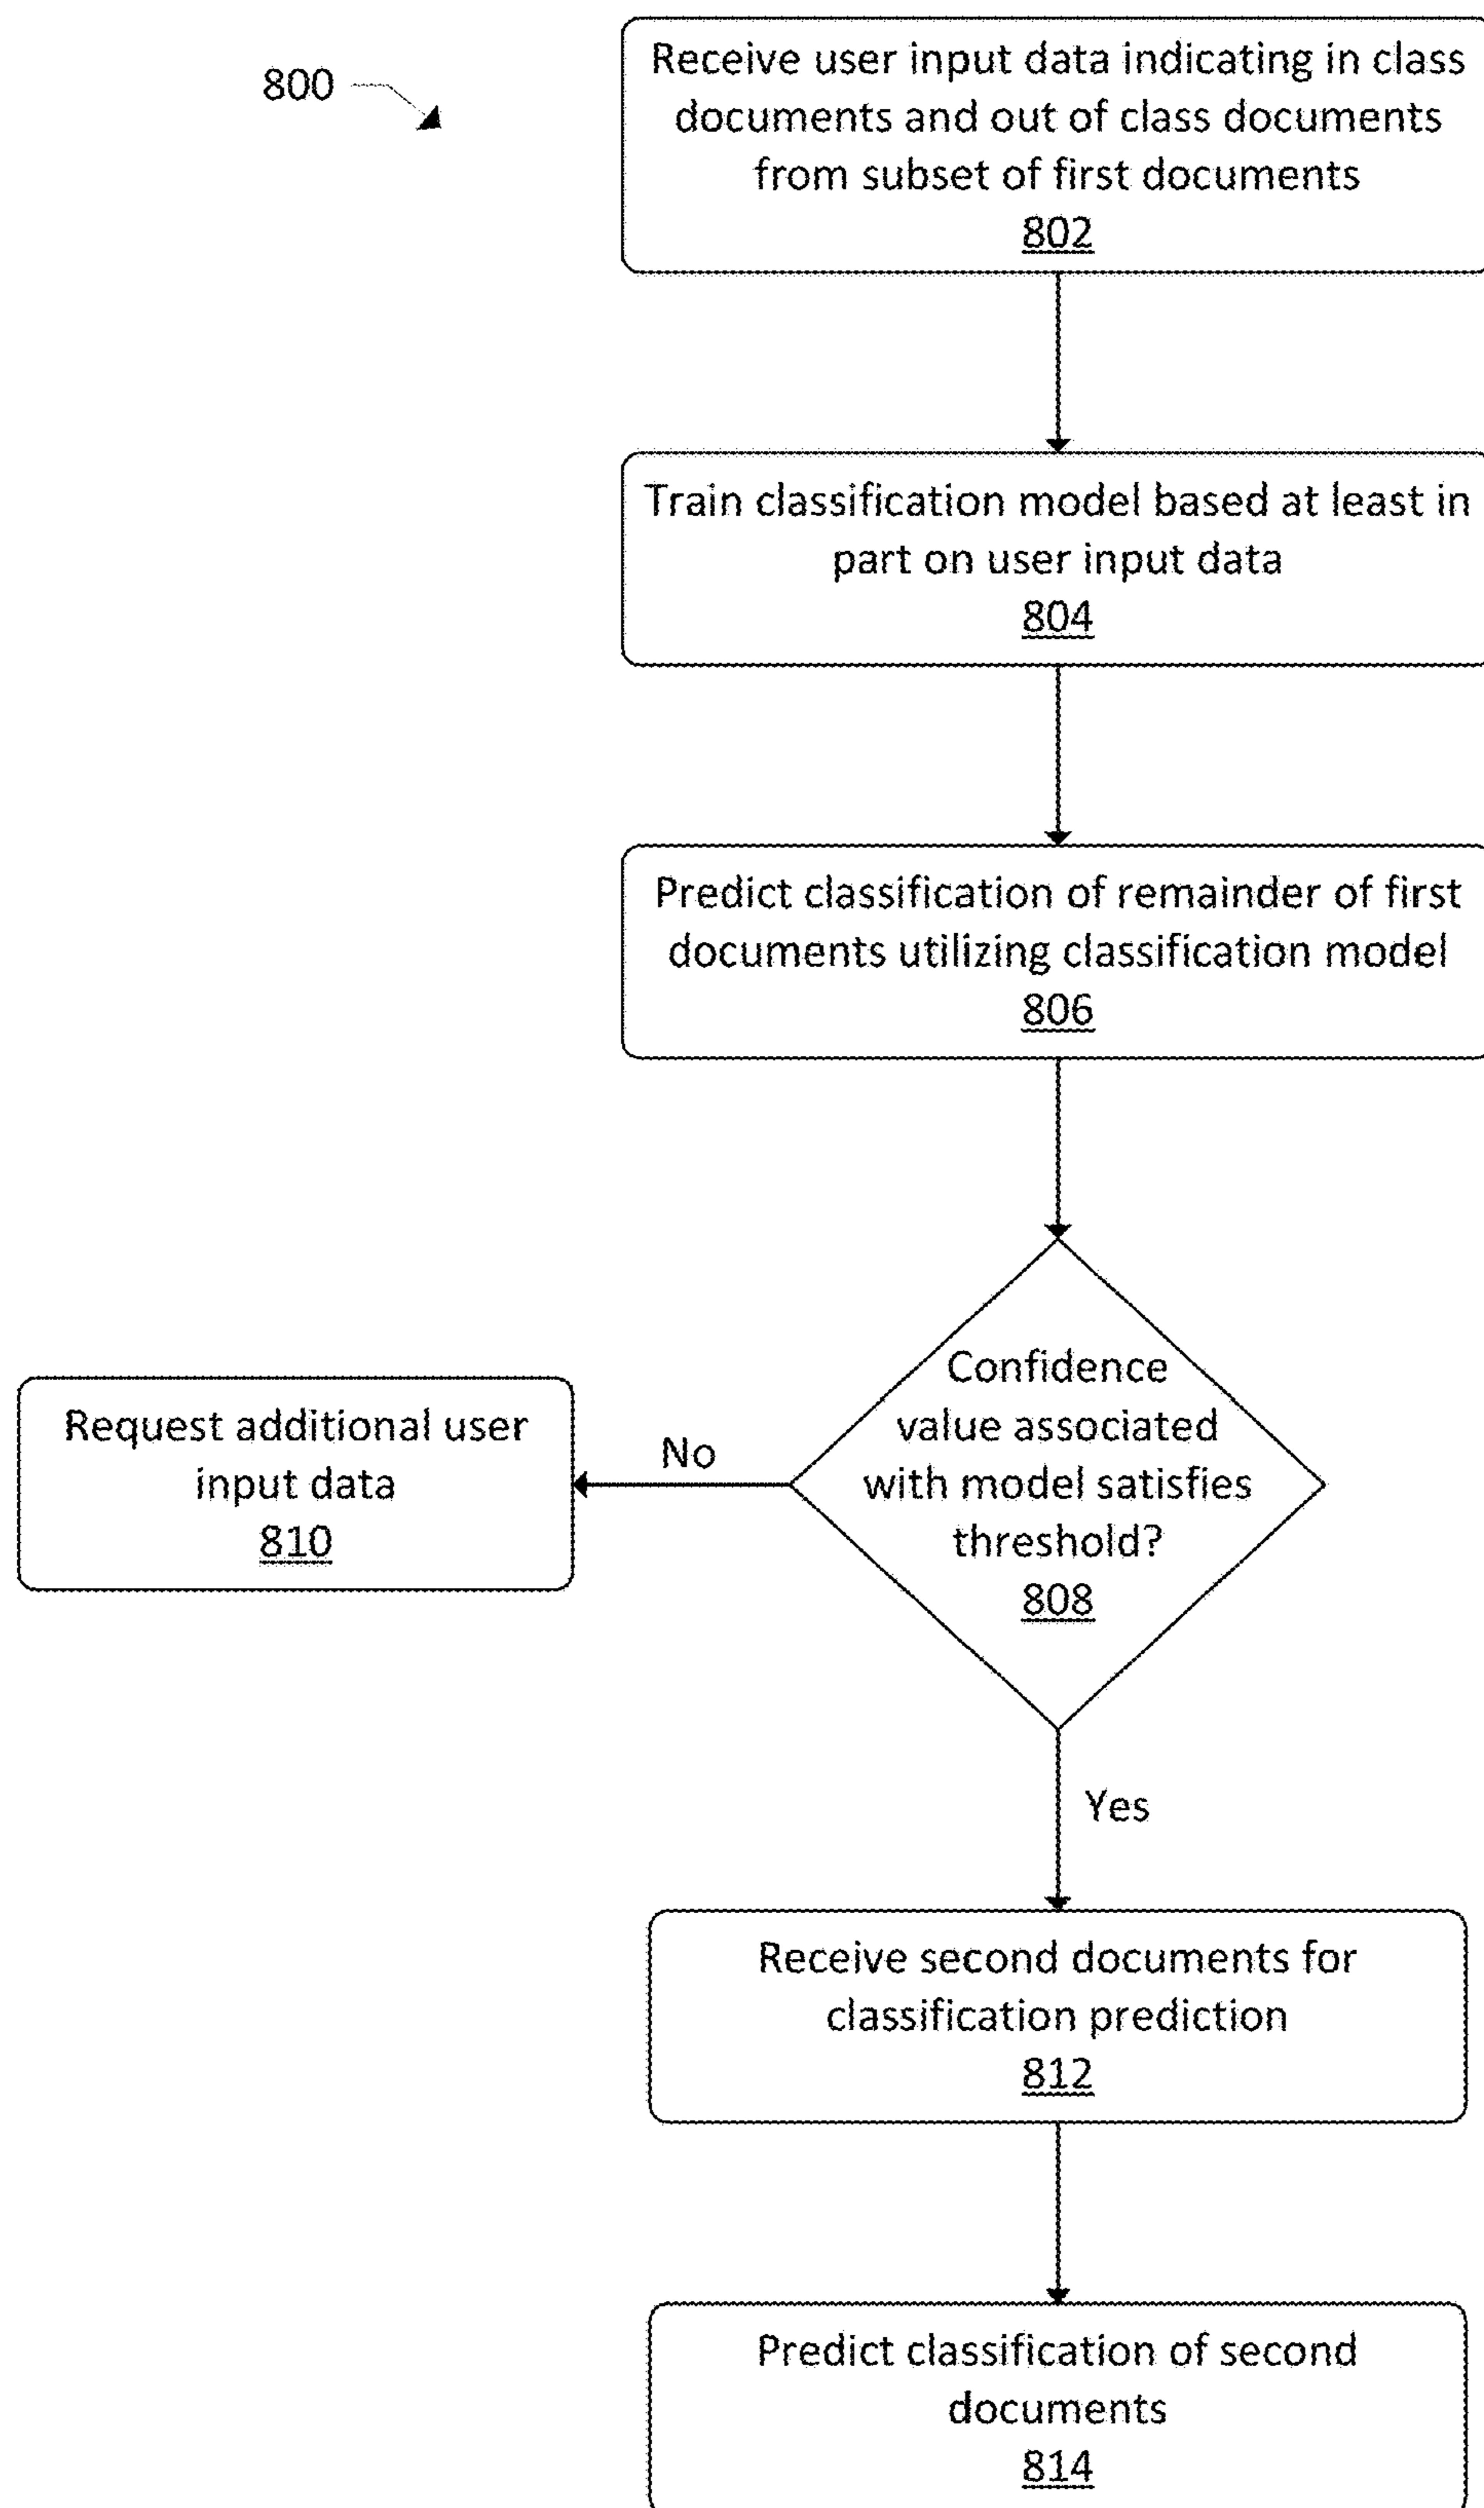 800
Receive user input data indicating in class
documents and out of class documents
from subset of first documents
802
Train classification model based at least in
part on user input data
804
Predict classification of remainder of first
documents utilizing classification model
806
Confidence
value associated
with model satisfies
threshold?
808
No
Request additional user
input data
810
Yes
Receive second documents for
classification prediction
812
Predict classification of second
documents
814